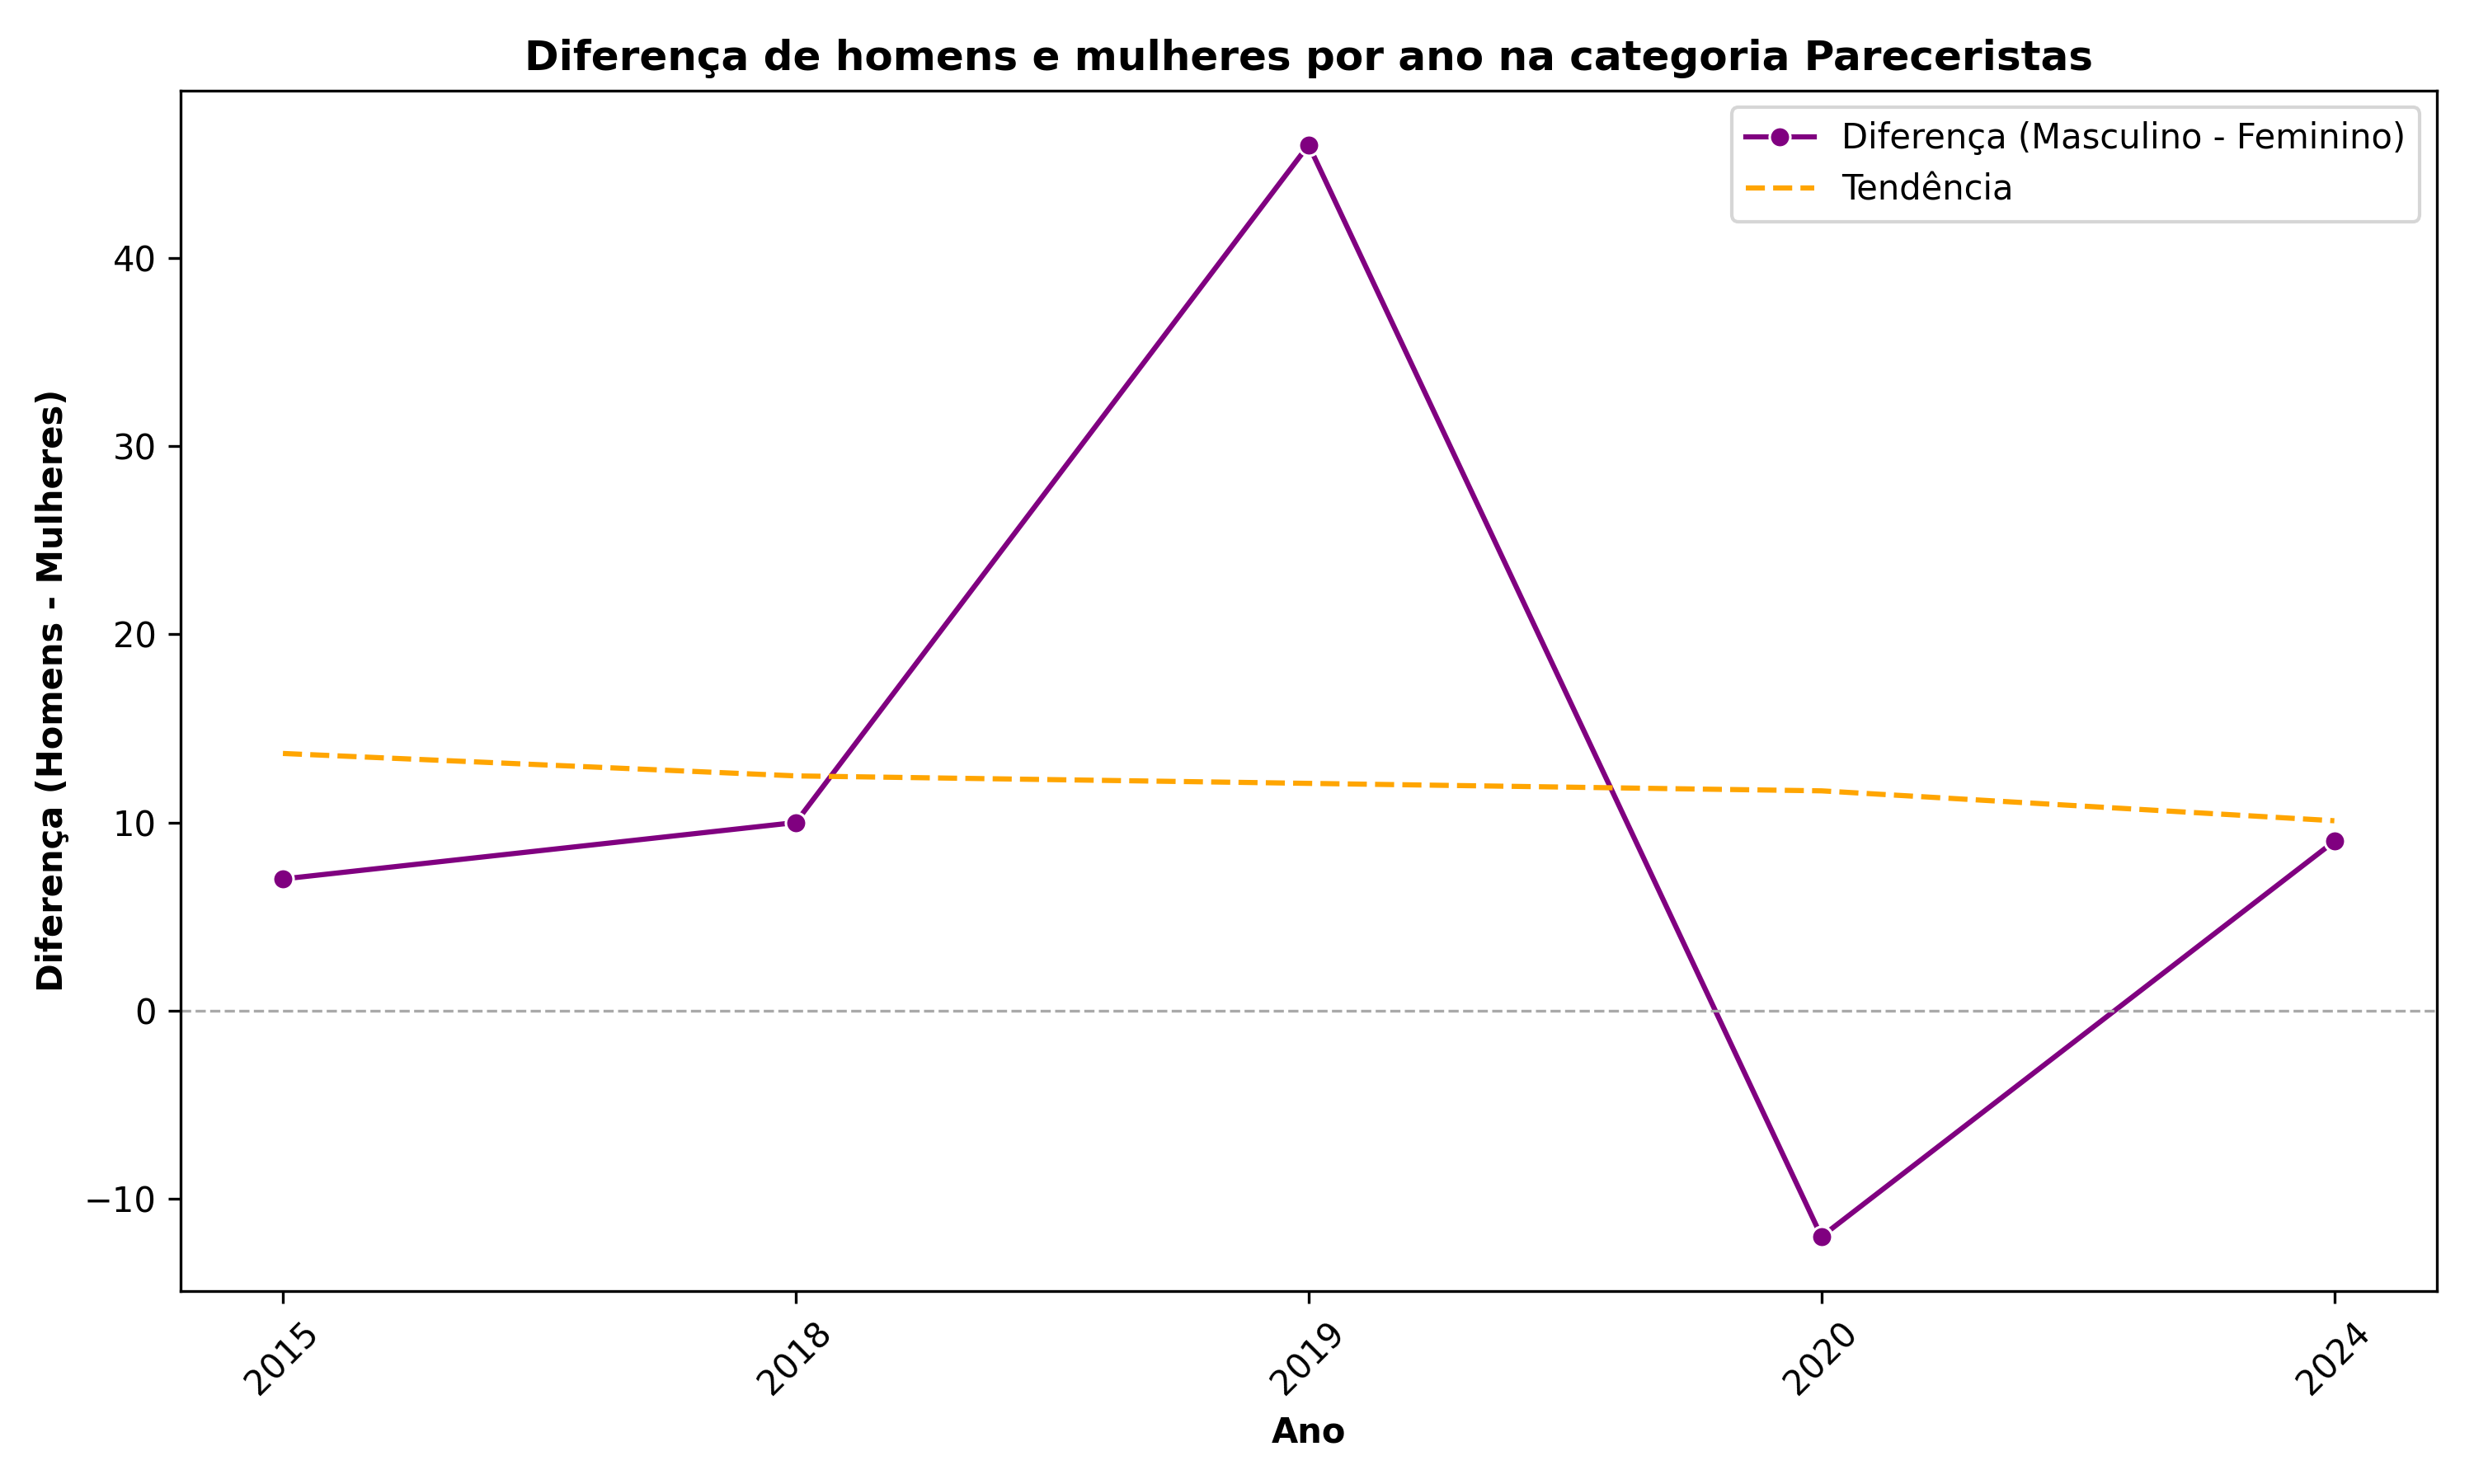 Diferença de homens e mulheres por ano na categoria Pareceristas
Diferença (Masculino - Feminino)
Tendência
Diferença (Homens - Mulheres)
40
30
20
10
0
−10
2015
2018
2019
2020
2024
Ano